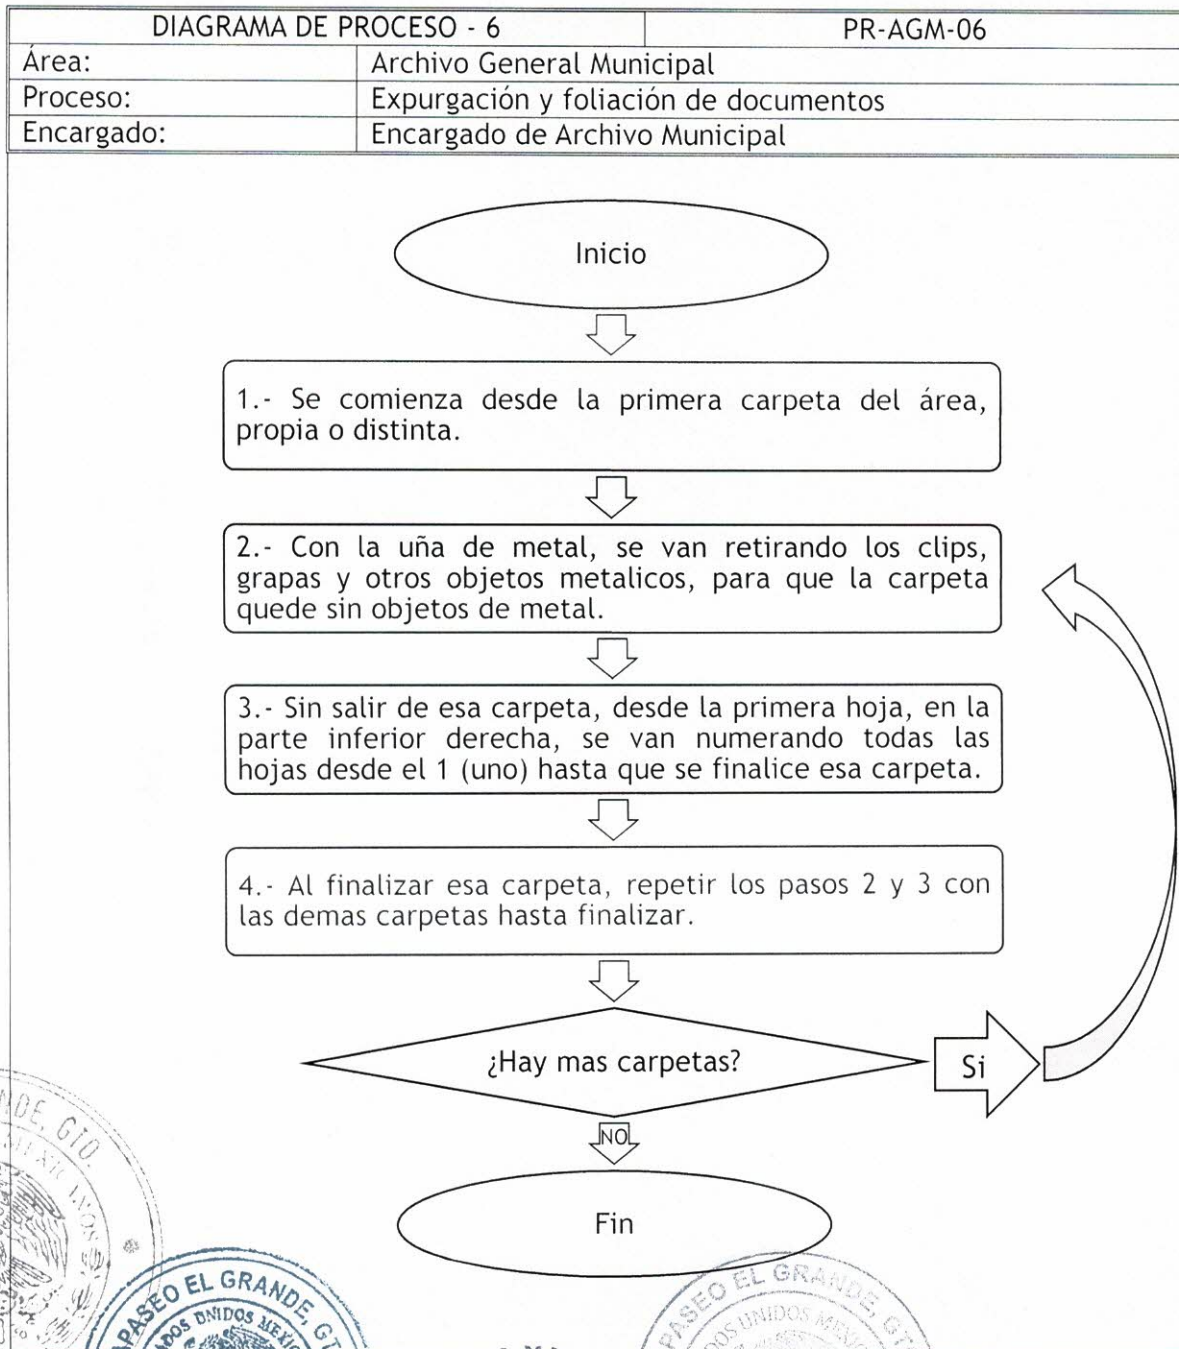 DIAGRAMA DE PROCESO - 6 PR-AGM-06
Área: Archivo General Municipal
Proceso: Expurgación y foliación de documentos
Encargado: Encargado de Archivo Municipal
Inicio
1.- Se comienza desde la primera carpeta del área,
propia o distinta.
2.- Con la uña de metal, se van retirando los clips,
grapas y otros objetos metalicos, para que la carpeta
quede sin objetos de metal.
3.- Sin salir de esa carpeta, desde la primera hoja, en la
parte inferior derecha, se van numerando todas las
hojas desde el 1 (uno) hasta que se finalice esa carpeta.
4.- Al finalizar esa carpeta, repetir los pasos 2 y 3 con
las demas carpetas hasta finalizar.
¿Hay mas carpetas?
Si
NO
Fin
GTO.
APASEO EL GRANDE, GT
APASEO EL GRANDE, GTO
UNIDOS